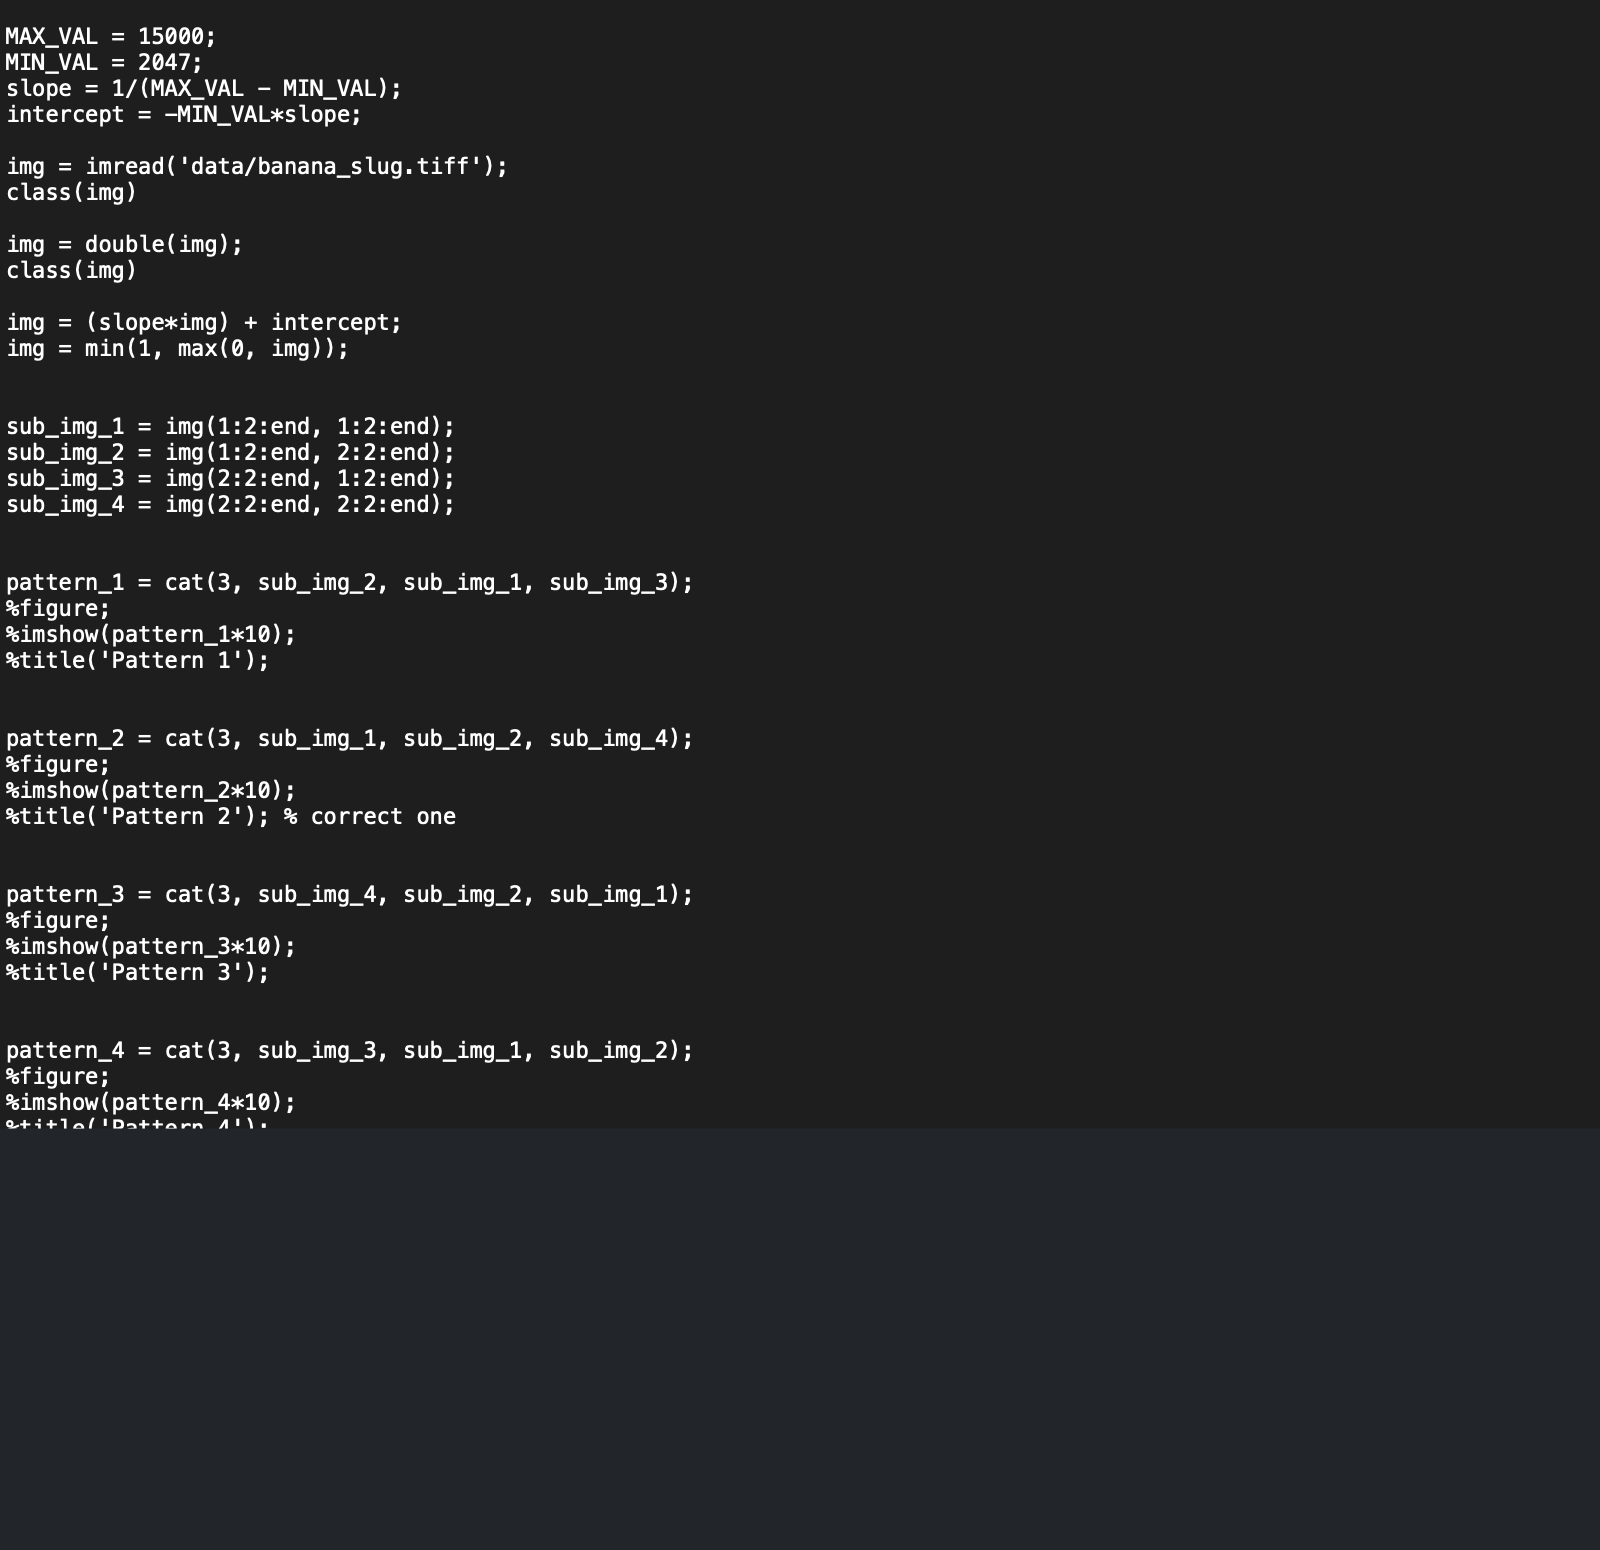 MAX_VAL = 15000;
MIN_VAL = 2047;
slope = 1/(MAX_VAL - MIN_VAL);
intercept = -MIN_VAL*slope;
img = imread('data/banana_slug.tiff');
class(img)
img = double(img);
class(img)
img = (slope*img) + intercept;
img = min(1, max(0, img));
sub_img_1 = img(1:2:end, 1:2:end);
sub_img_2 = img(1:2:end, 2:2:end);
sub_img_3 = img(2:2:end, 1:2:end);
sub_img_4 = img(2:2:end, 2:2:end);
pattern_1 = cat(3, sub_img_2, sub_img_1, sub_img_3);
%figure;
%imshow(pattern_1*10);
%title('Pattern 1');
pattern_2 = cat(3, sub_img_1, sub_img_2, sub_img_4);
%figure;
%imshow(pattern_2*10);
%title('Pattern 2'); % correct one
pattern_3 = cat(3, sub_img_4, sub_img_2, sub_img_1);
%figure;
%imshow(pattern_3*10);
%title('Pattern 3');
pattern_4 = cat(3, sub_img_3, sub_img_1, sub_img_2);
%figure;
%imshow(pattern_4*10);
%title('Pattern 4');